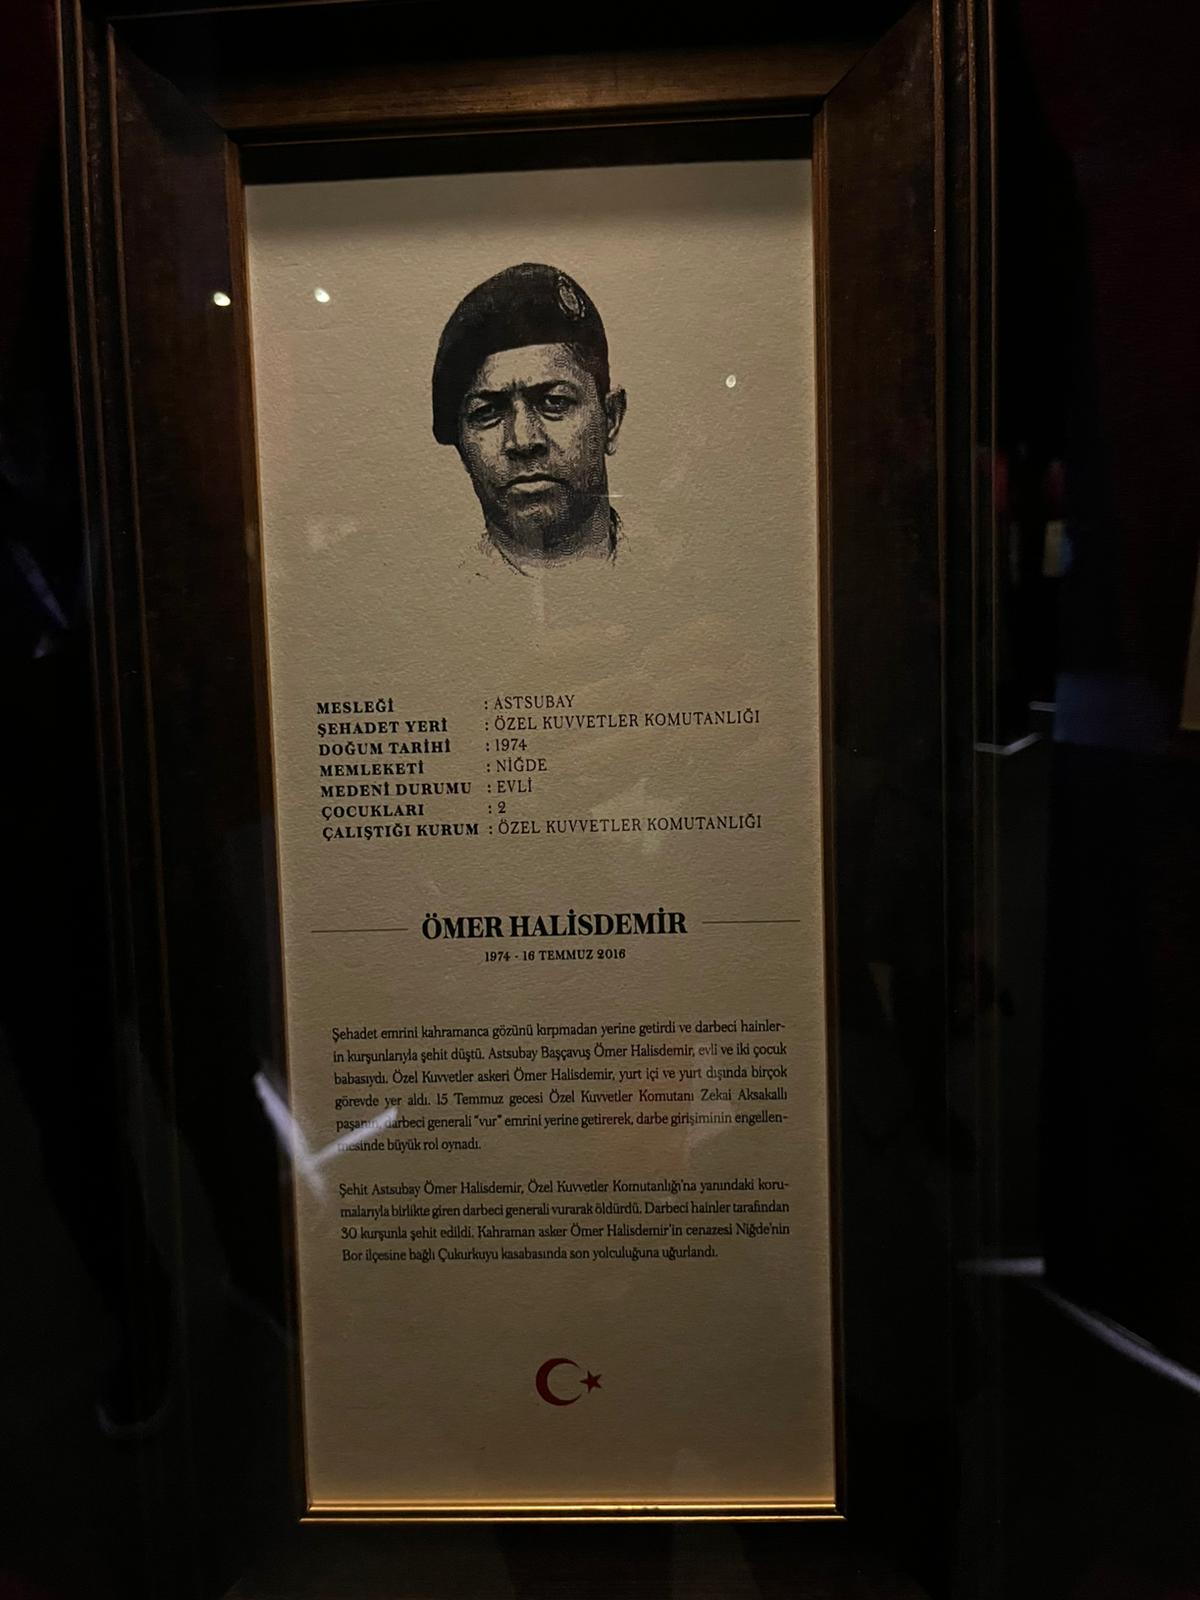 MESLEĞİ : ASTSUBAY
ŞEHADET YERİ : ÖZEL KUVVETLER KOMUTANLIĞI
DOĞUM TARİHİ : 1974
MEMLEKETİ : NİĞDE
MEDENİ DURUMU : EVLİ
ÇOCUKLARI : 2
ÇALIŞTIĞI KURUM : ÖZEL KUVVETLER KOMUTANLIĞI
ÖMER HALİSDEMİR
1974 - 16 TEMMUZ 2016
Şehadet emrini kahramanca gözünü kırpmadan yerine getirdi ve darbeci hainler-
in kurşunlarıyla şehit düştü. Astsubay Başçavuş Ömer Halisdemir, evli ve iki çocuk
babasıydı. Özel Kuvvetler askeri Ömer Halisdemir, yurt içi ve yurt dışında birçok
görevde yer aldı. 15 Temmuz gecesi Özel Kuvvetler Komutanı Zekai Aksakallı
paşanın, darbeci generali "vur" emrini yerine getirerek, darbe girişiminin engellen-
mesinde büyük rol oynadı.
Şehit Astsubay Ömer Halisdemir, Özel Kuvvetler Komutanlığı'na yanındaki koru-
malarıyla birlikte giren darbeci generali vurarak öldürdü. Darbeci hainler tarafından
30 kurşunla şehit edildi. Kahraman asker Ömer Halisdemir'in cenazesi Niğde'nin
Bor ilçesine bağlı Çukurkuyu kasabasında son yolculuğuna uğurlandı.